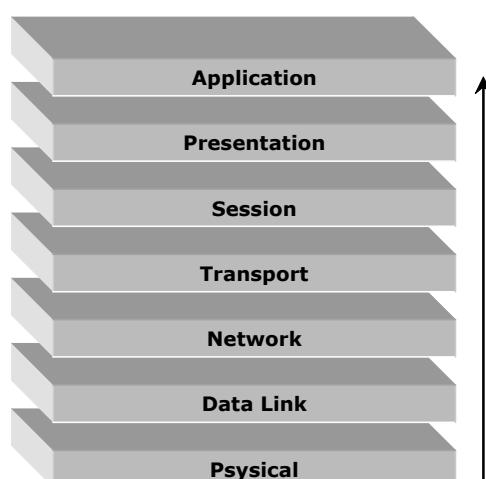 Application
Presentation
Session
Transport
Network
Data Link
Psysical